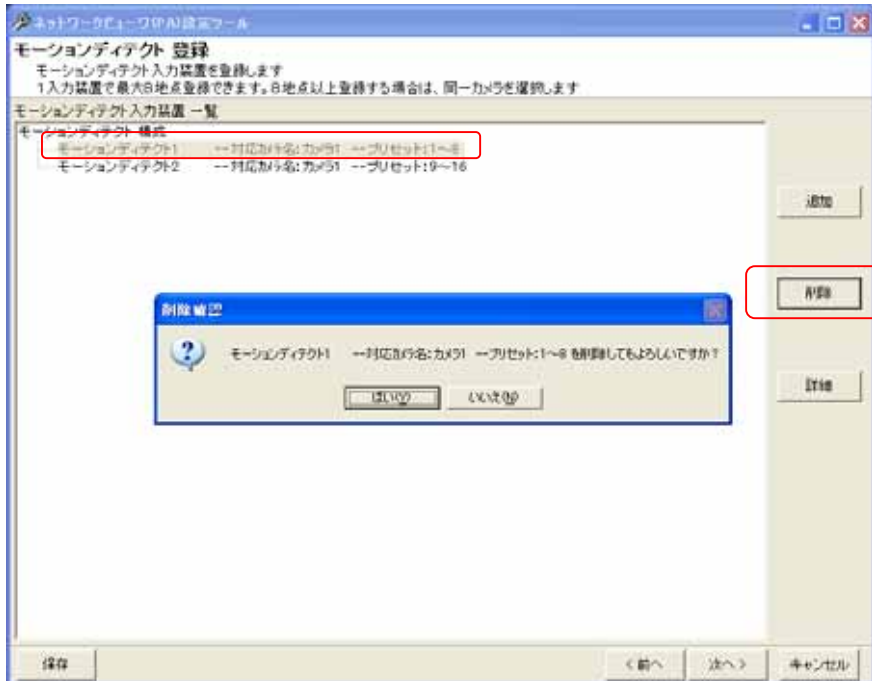 ネットワークビューワ(PA)設定ツール
モーションディテクト 登録
モーションディテクト入力装置を登録します
1入力装置で最大8地点登録できます。8地点以上登録する場合は、同一カメラを選択します
モーションディテクト入力装置 一覧
モーションディテクト 構成
モーションディテクト1 --対応カメラ名:カメラ1 --プリセット:1～8
モーションディテクト2 --対応カメラ名:カメラ1 --プリセット:9～16
追加
削除
削除確認
モーションディテクト1 --対応カメラ名:カメラ1 --プリセット:1～8 を削除してもよろしいですか?
はい(Y) いいえ(N)
詳細
保存 <前へ 次へ> キャンセル